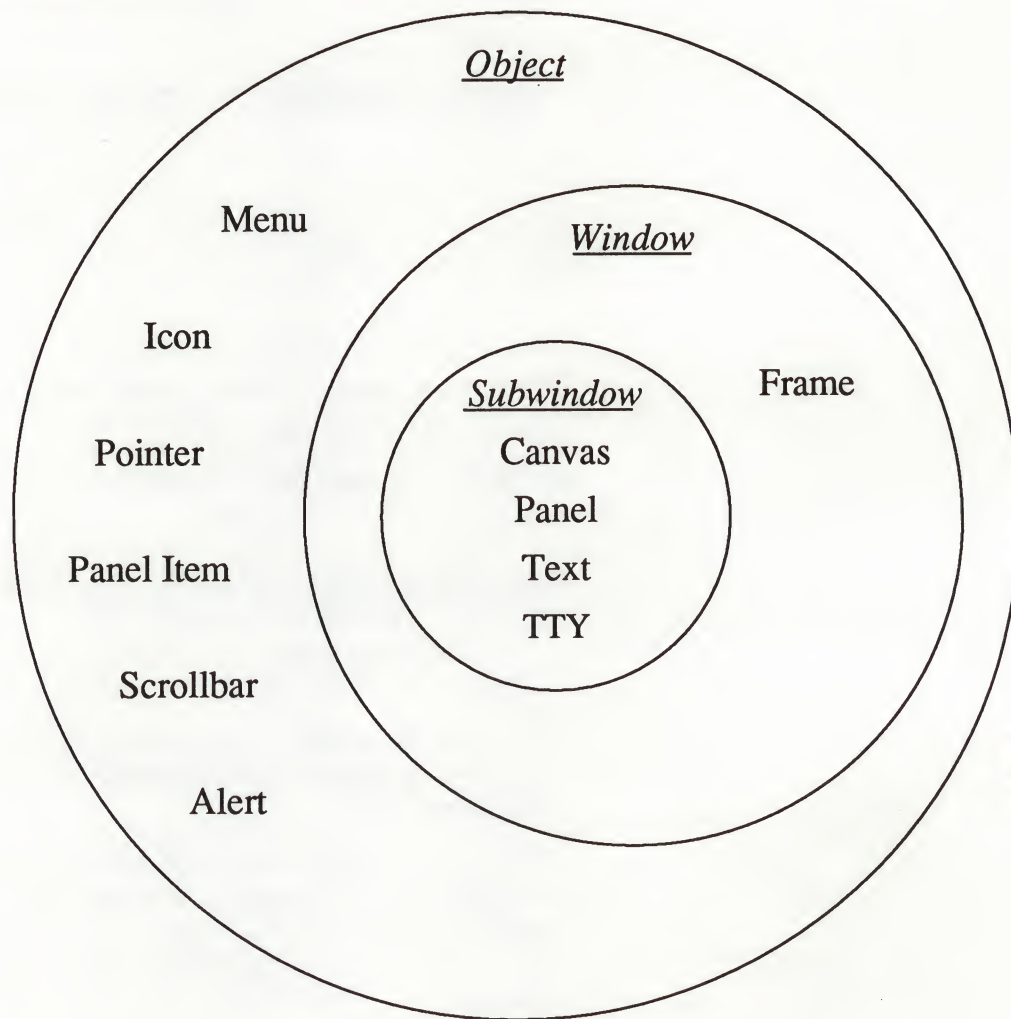 Object
Menu
Window
Icon
Frame
Subwindow
Canvas
Pointer
Panel
Panel Item
Text
TTY
Scrollbar
Alert